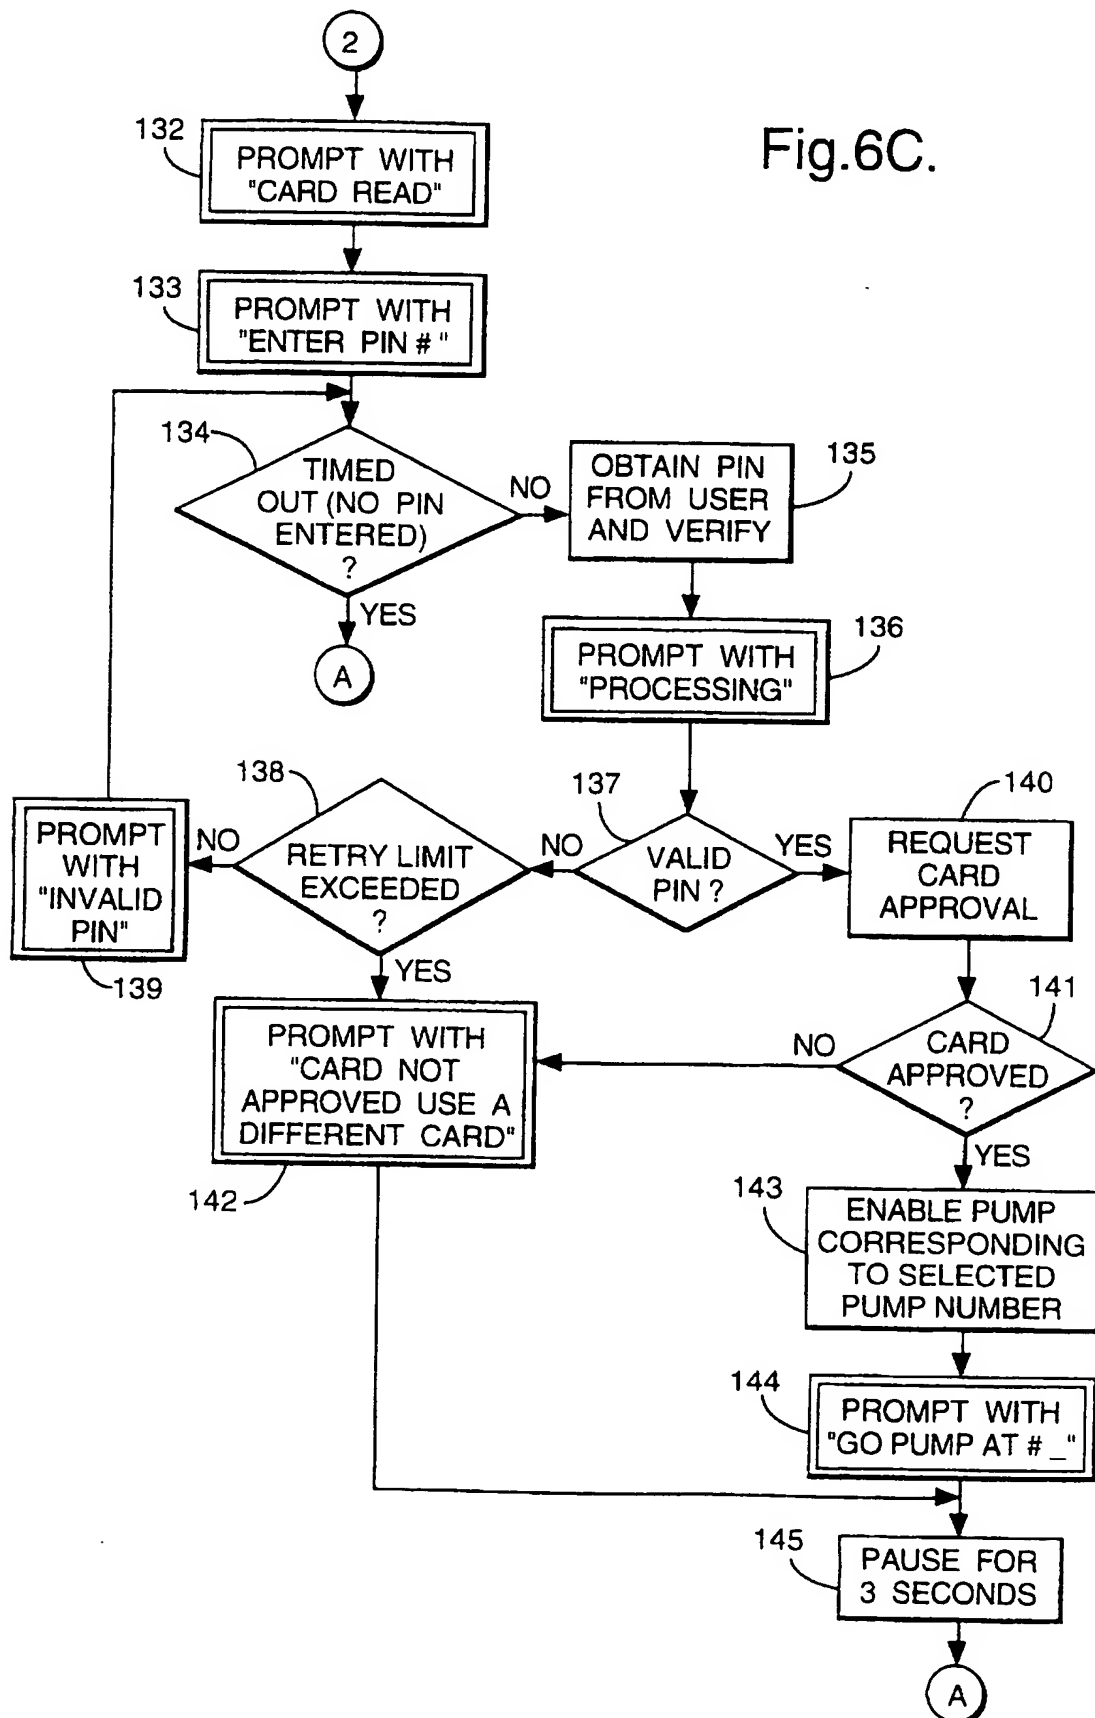 2
Fig.6C.
132
PROMPT WITH
"CARD READ"
133
PROMPT WITH
"ENTER PIN #"
134
TIMED
OUT (NO PIN
ENTERED)
?
NO
YES
A
OBTAIN PIN
FROM USER
AND VERIFY
135
PROMPT WITH
"PROCESSING"
136
137
VALID
PIN ?
NO
YES
138
RETRY LIMIT
EXCEEDED
?
NO
YES
PROMPT
WITH
"INVALID
PIN"
139
140
REQUEST
CARD
APPROVAL
141
CARD
APPROVED
?
NO
YES
PROMPT WITH
"CARD NOT
APPROVED USE A
DIFFERENT CARD"
142
143
ENABLE PUMP
CORRESPONDING
TO SELECTED
PUMP NUMBER
144
PROMPT WITH
"GO PUMP AT # _"
145
PAUSE FOR
3 SECONDS
A